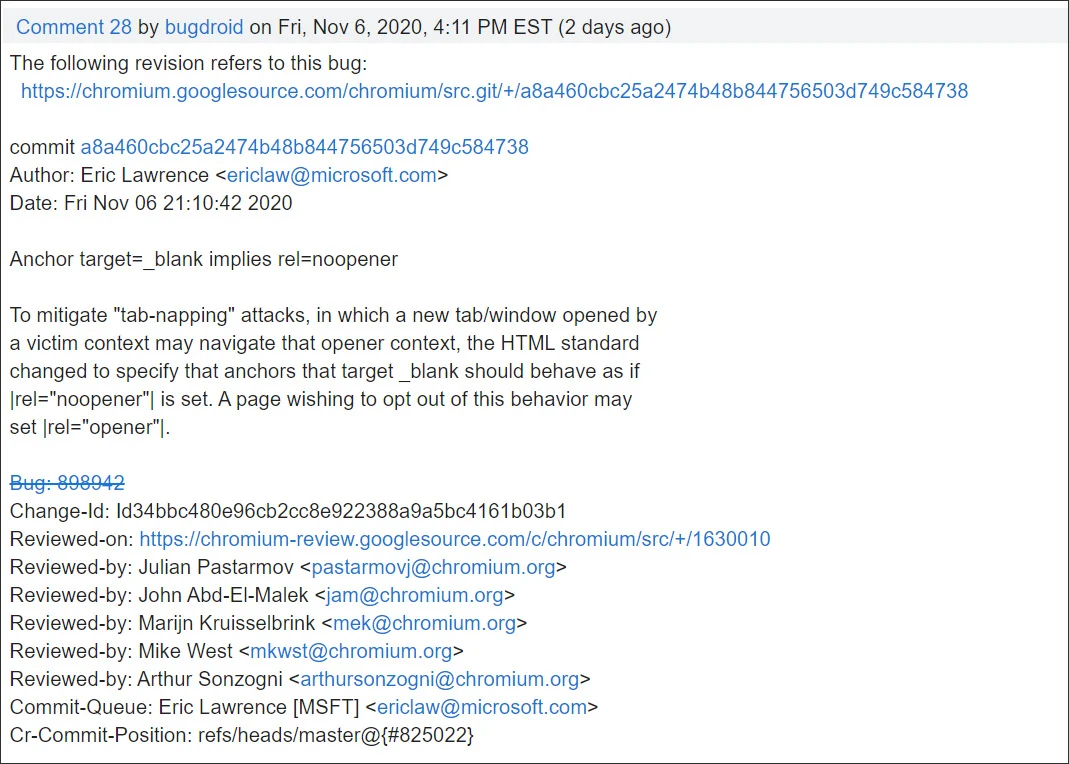 Comment 28 by bugdroid on Fri, Nov 6, 2020, 4:11 PM EST (2 days ago)
The following revision refers to this bug:
https://chromium.googlesource.com/chromium/src.git/+/a8a460cbc25a2474b48b844756503d749c584738
commit a8a460cbc25a2474b48b844756503d749c584738
Author: Eric Lawrence <ericlaw@microsoft.com>
Date: Fri Nov 06 21:10:42 2020
Anchor target=_blank implies rel=noopener
To mitigate "tab-napping" attacks, in which a new tab/window opened by
a victim context may navigate that opener context, the HTML standard
changed to specify that anchors that target _blank should behave as if
|rel="noopener"| is set. A page wishing to opt out of this behavior may
set |rel="opener"|.
Bug: 898942
Change-Id: Id34bbc480e96cb2cc8e922388a9a5bc4161b03b1
Reviewed-on: https://chromium-review.googlesource.com/c/chromium/src/+/1630010
Reviewed-by: Julian Pastarmov <pastarmovj@chromium.org>
Reviewed-by: John Abd-El-Malek <jam@chromium.org>
Reviewed-by: Marijn Kruisselbrink <mek@chromium.org>
Reviewed-by: Mike West <mkwst@chromium.org>
Reviewed-by: Arthur Sonzogni <arthursonzogni@chromium.org>
Commit-Queue: Eric Lawrence [MSFT] <ericlaw@microsoft.com>
Cr-Commit-Position: refs/heads/master@{#825022}